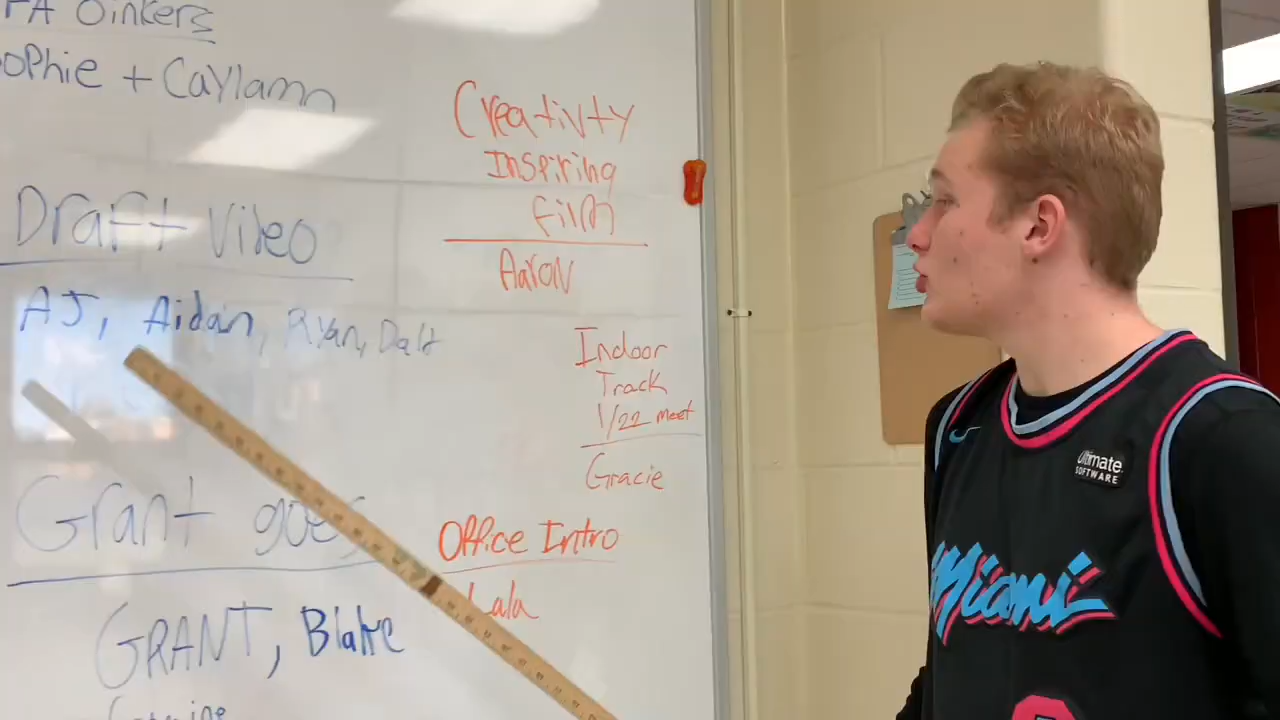 FA Oinkers
ophie + Caylann
Draft Video
AJ, Aidan, Ryan, Dalt
Grant goes
GRANT, Blake
Creativity
Inspiring
film
Aaron
Indoor
Track
1/22 meet
Gracie
Office Intro
Lala
Ultimate
SOFTWARE
Miami